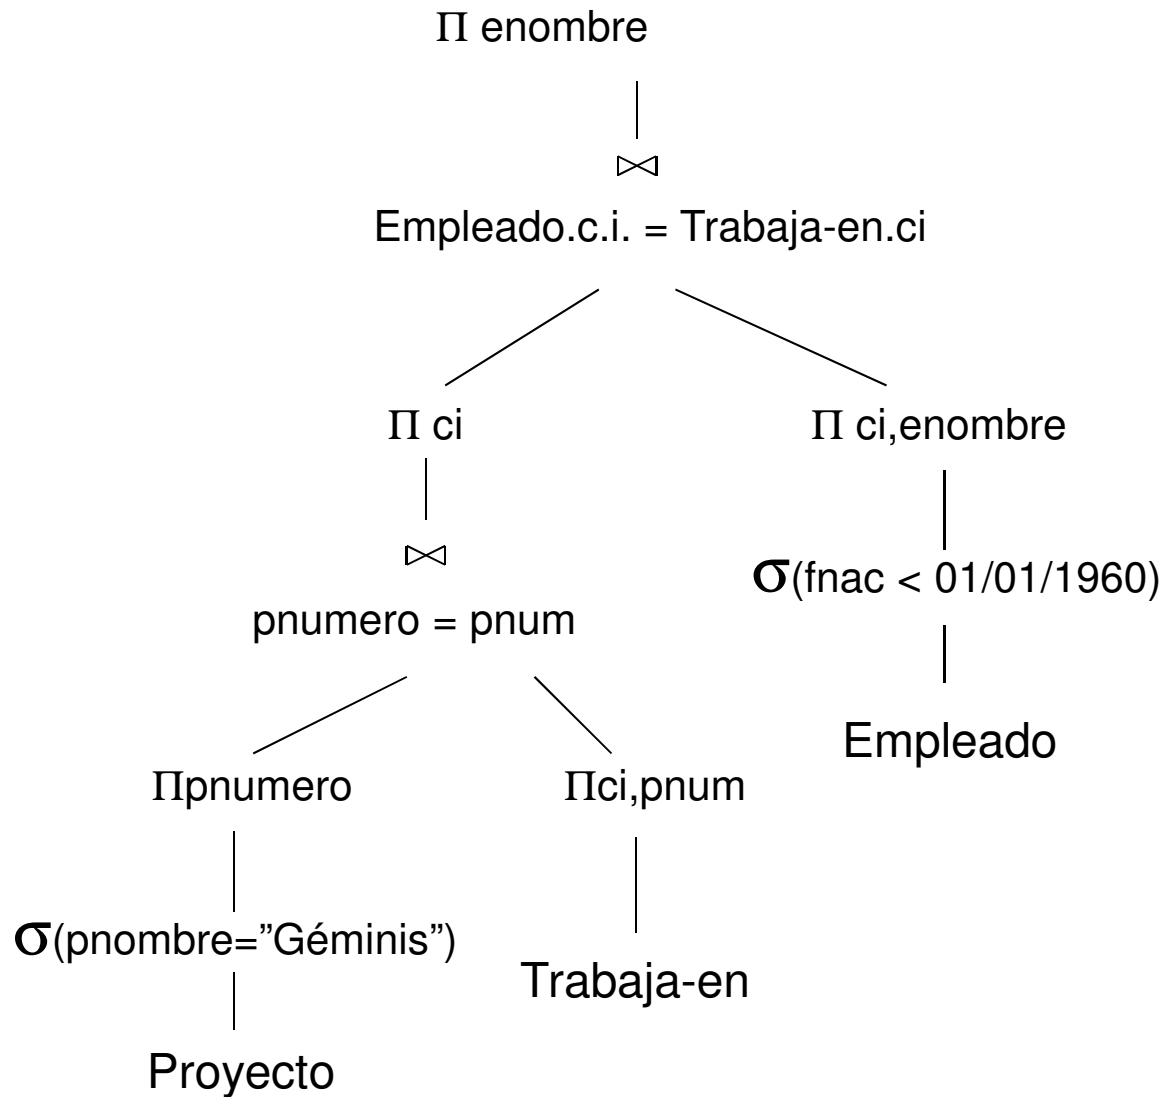 Π enombre
⋈
Empleado.c.i. = Trabaja-en.ci
Π ci
Π ci,enombre
⋈
σ(fnac < 01/01/1960)
pnumero = pnum
Empleado
Πpnumero
Πci,pnum
σ(pnombre=”Géminis”)
Trabaja-en
Proyecto